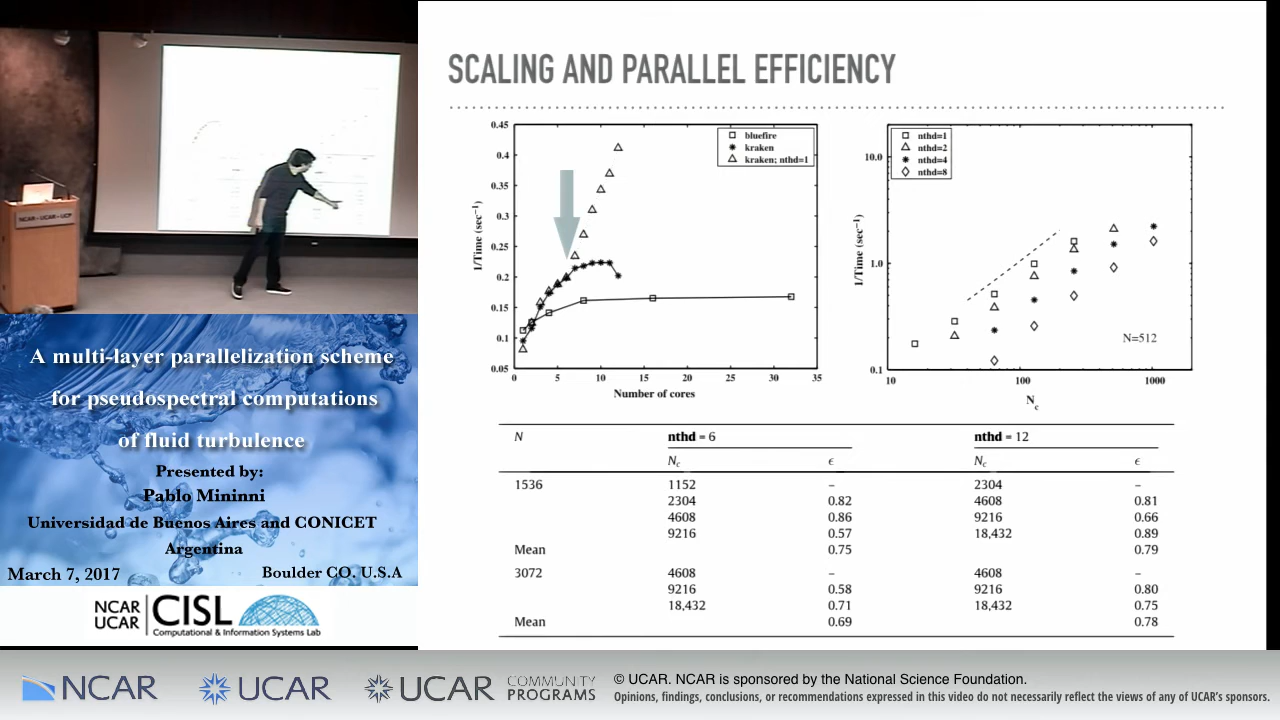 SCALING AND PARALLEL EFFICIENCY
0.45
0.4
0.35
0.3
0.25
0.2
0.15
0.1
0.05
1/Time (sec⁻¹)
bluefire
kraken
kraken; nthd=1
0 5 10 15 20 25 30 35
Number of cores
10.0
1.0
0.1
1/Time (sec⁻¹)
nthd=1
nthd=2
nthd=4
nthd=8
N=512
10 100 1000
Nc
N nthd = 6 nthd = 12
Nc ϵ Nc ϵ
1536 1152 – 2304 –
2304 0.82 4608 0.81
4608 0.86 9216 0.66
9216 0.57 18,432 0.89
Mean 0.75 0.79
3072 4608 – 4608 –
9216 0.58 9216 0.80
18,432 0.71 18,432 0.75
Mean 0.69 0.78
NCAR - UCAR - UCP
A multi-layer parallelization scheme
for pseudospectral computations
of fluid turbulence
Presented by:
Pablo Mininni
Universidad de Buenos Aires and CONICET
Argentina
March 7, 2017 Boulder CO. U.S.A
NCAR
UCAR
CISL
Computational & Information Systems Lab
NCAR
UCAR
UCAR
COMMUNITY
PROGRAMS
© UCAR. NCAR is sponsored by the National Science Foundation.
Opinions, findings, conclusions, or recommendations expressed in this video do not necessarily reflect the views of any of UCAR's sponsors.